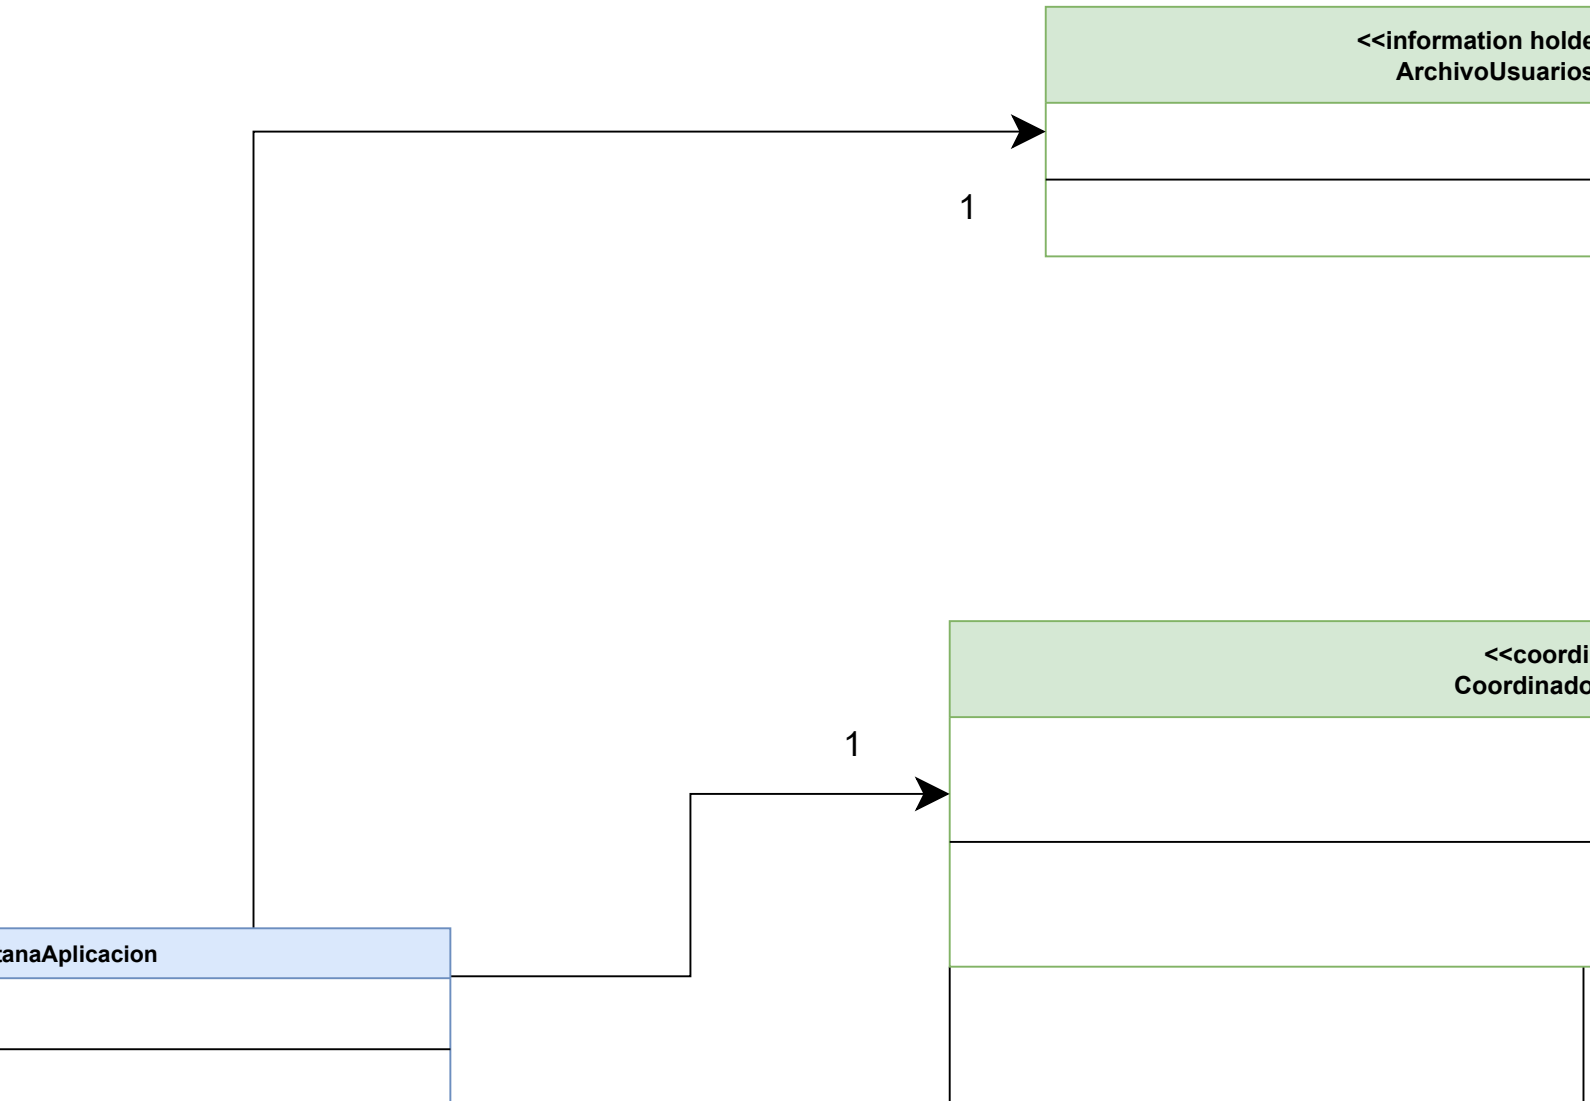 <<information holde
ArchivoUsuarios
1
<<coordi
Coordinado
1
tanaAplicacion